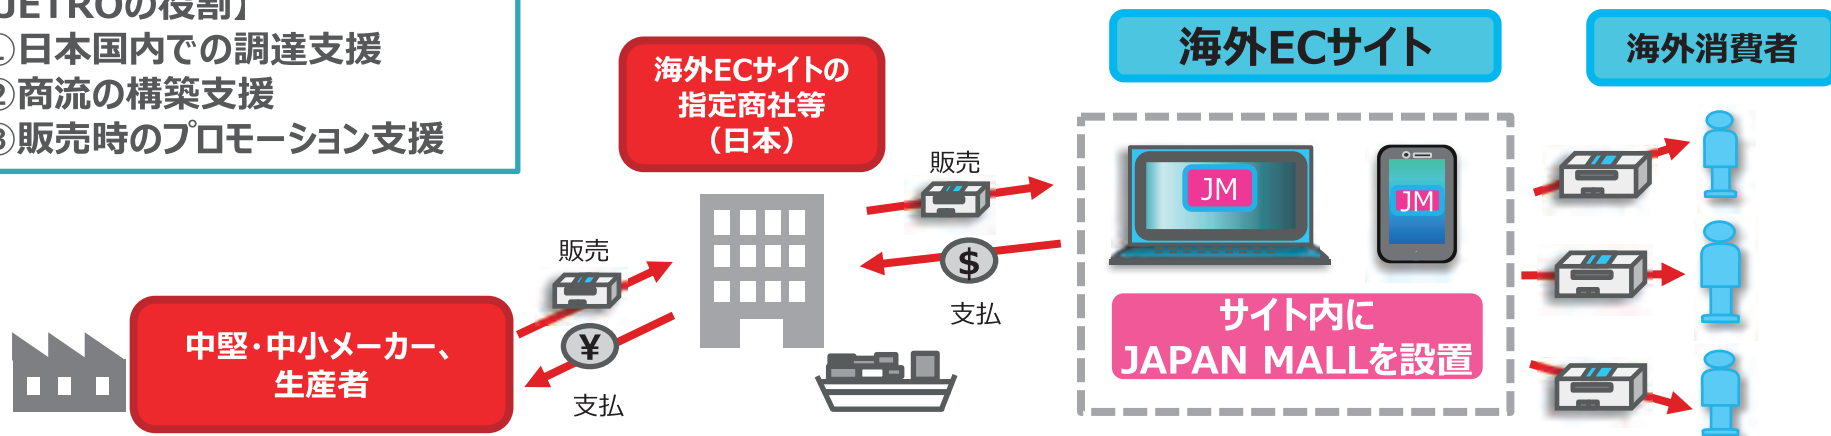 JETROの役割】
①日本国内での調達支援
②商流の構築支援
③販売時のプロモーション支援
海外ECサイトの
指定商社等
（日本）
海外ECサイト
海外消費者
販売
JM
JM
販売
$
支払
サイト内に
JAPAN MALLを設置
中堅・中小メーカー、
生産者
¥
支払